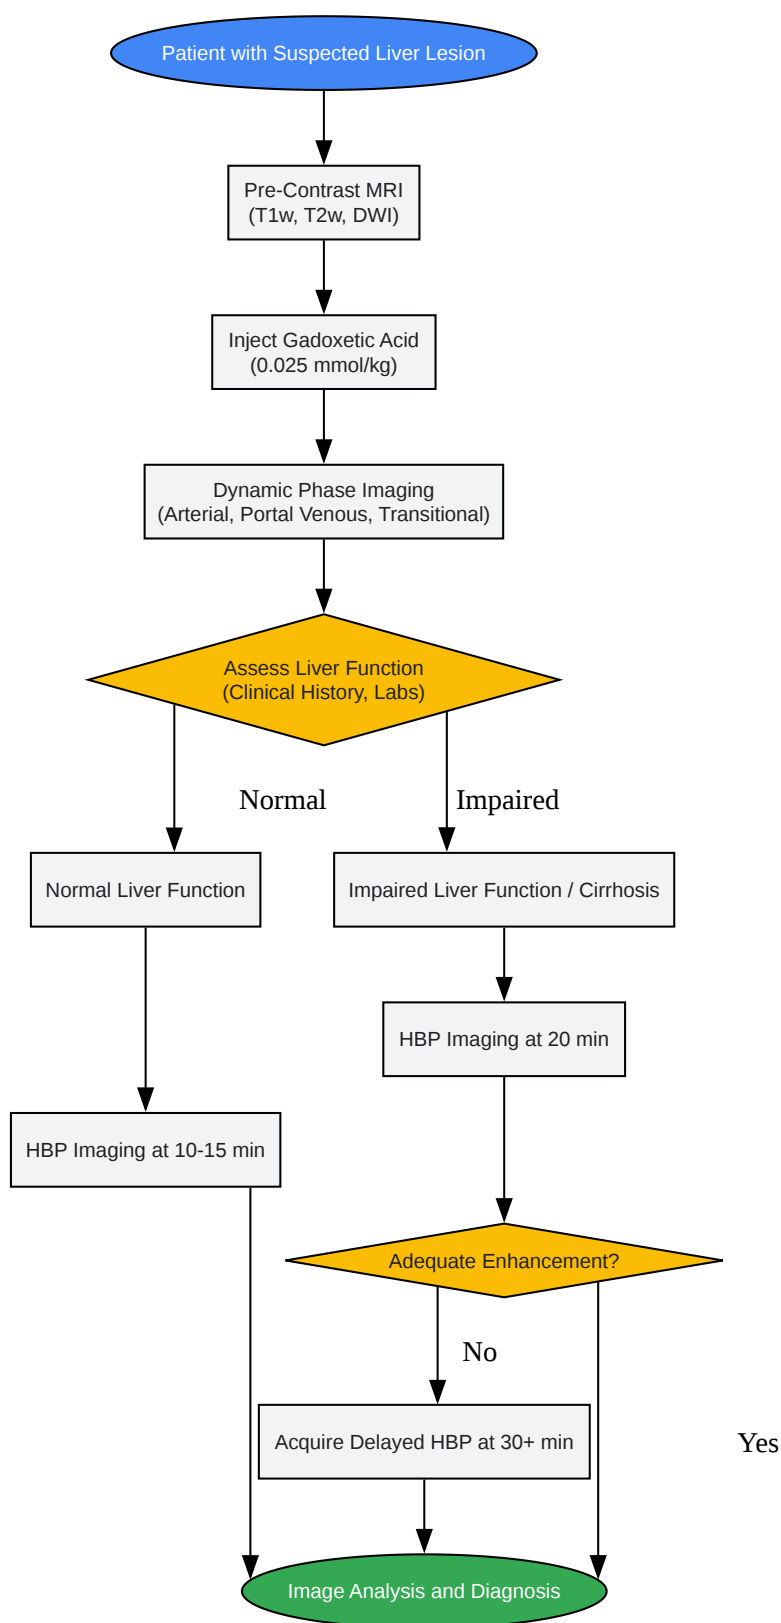 Patient with Suspected Liver Lesion
Pre-Contrast MRI
(T1w, T2w, DWI)
Inject Gadoxetic Acid
(0.025 mmol/kg)
Dynamic Phase Imaging
(Arterial, Portal Venous, Transitional)
Assess Liver Function
(Clinical History, Labs)
Normal
Impaired
Normal Liver Function
Impaired Liver Function / Cirrhosis
HBP Imaging at 20 min
HBP Imaging at 10-15 min
Adequate Enhancement?
No
Acquire Delayed HBP at 30+ min
Yes
Image Analysis and Diagnosis